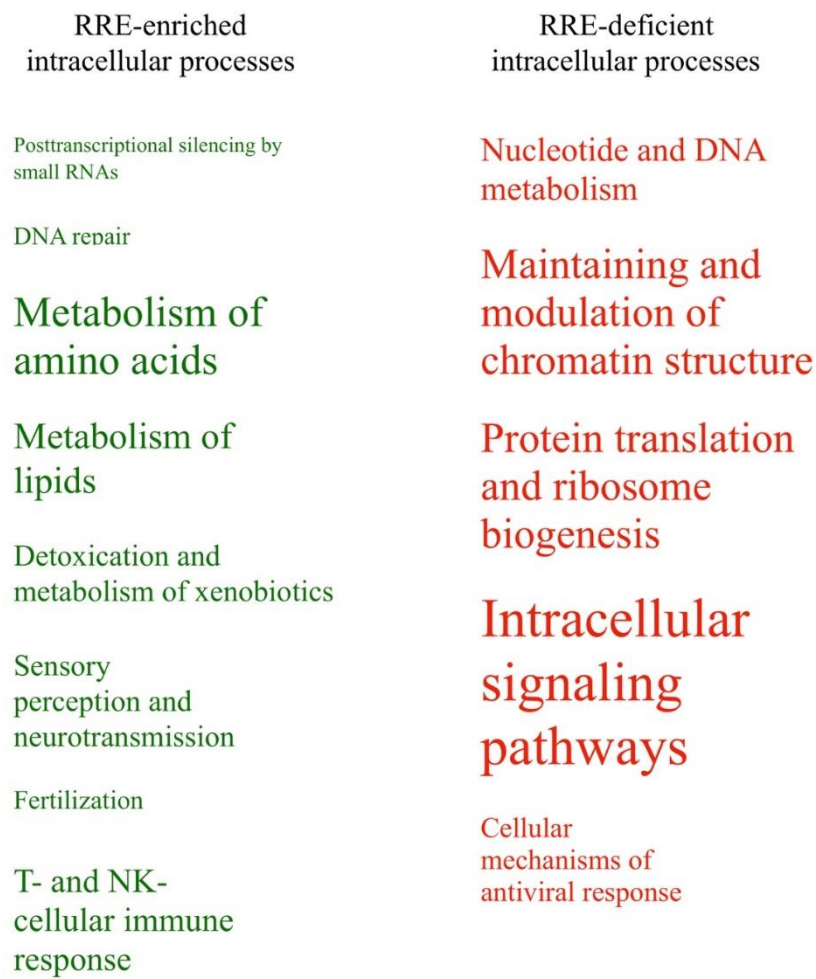 RRE-enriched
intracellular processes
Posttranscriptional silencing by
small RNAs
DNA repair
Metabolism of
amino acids
Metabolism of
lipids
Detoxication and
metabolism of xenobiotics
Sensory
perception and
neurotransmission
Fertilization
T- and NK-
cellular immune
response
RRE-deficient
intracellular processes
Nucleotide and DNA
metabolism
Maintaining and
modulation of
chromatin structure
Protein translation
and ribosome
biogenesis
Intracellular
signaling
pathways
Cellular
mechanisms of
antiviral response